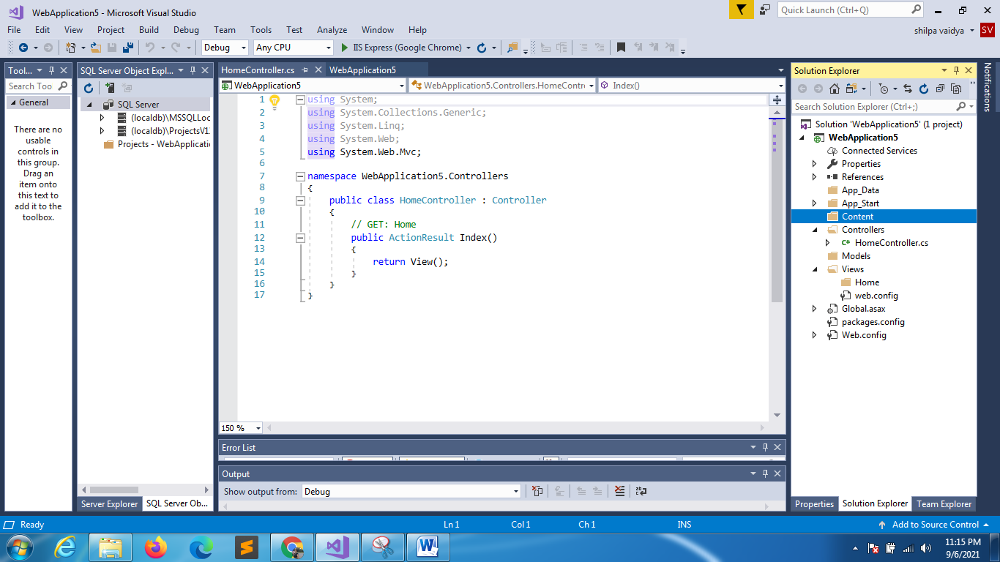 WebApplication5 - Microsoft Visual Studio
Quick Launch (Ctrl+Q)
File Edit View Project Build Debug Team Tools Test Analyze Window Help
shilpa vaidya SV
Debug Any CPU IIS Express (Google Chrome)
Tool...
Search Too
General
There are no
usable
controls in
this group.
Drag an
item onto
this text to
add it to the
toolbox.
SQL Server Object Expl...
SQL Server
(localdb)\MSSQLLoc
(localdb)\ProjectsV1
Projects - WebApplicatio
Server Explorer SQL Server Ob...
HomeController.cs WebApplication5
WebApplication5 WebApplication5.Controllers.HomeContro Index()
1 using System;
2 using System.Collections.Generic;
3 using System.Linq;
4 using System.Web;
5 using System.Web.Mvc;
6
7 namespace WebApplication5.Controllers
8 {
9 public class HomeController : Controller
10 {
11 // GET: Home
12 public ActionResult Index()
13 {
14 return View();
15 }
16 }
17 }
150 %
Error List
Output
Show output from: Debug
Solution Explorer
Search Solution Explorer (Ctrl+;)
Solution 'WebApplication5' (1 project)
WebApplication5
Connected Services
Properties
References
App_Data
App_Start
Content
Controllers
C# HomeController.cs
Models
Views
Home
web.config
Global.asax
packages.config
Web.config
Properties Solution Explorer Team Explorer
Notifications
Ready Ln 1 Col 1 Ch 1 INS Add to Source Control
11:15 PM
9/6/2021